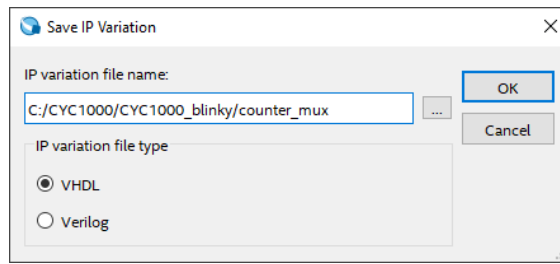 Save IP Variation
IP variation file name:
C:/CYC1000/CYC1000_blinky/counter_mux
...
OK
Cancel
IP variation file type
VHDL
Verilog